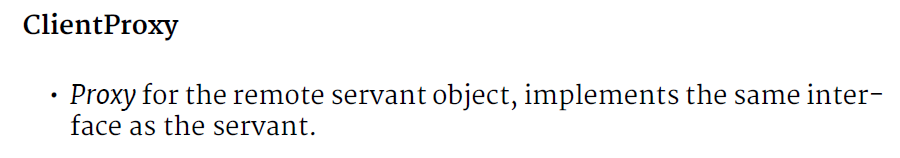 ClientProxy
• Proxy for the remote servant object, implements the same inter-
face as the servant.